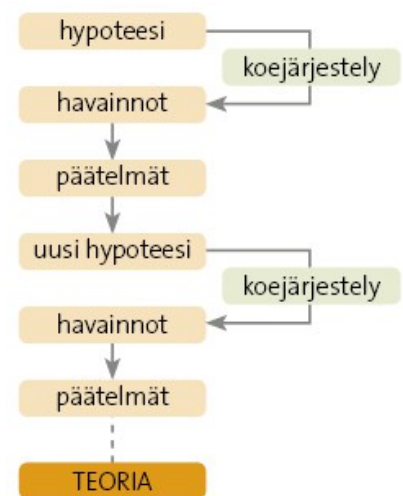 hypoteesi
koejärjestely
havainnot
päätelmät
uusi hypoteesi
koejärjestely
havainnot
päätelmät
TEORIA